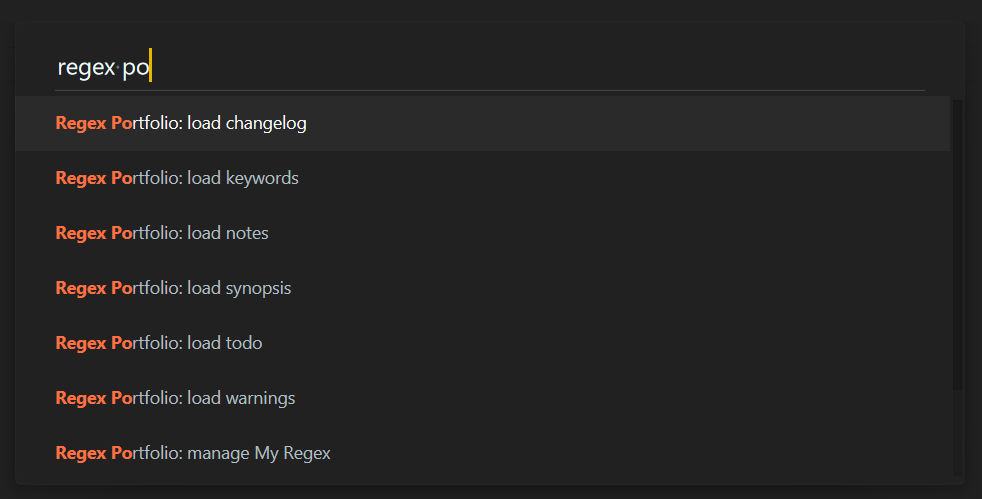 regex po
Regex Portfolio: load changelog
Regex Portfolio: load keywords
Regex Portfolio: load notes
Regex Portfolio: load synopsis
Regex Portfolio: load todo
Regex Portfolio: load warnings
Regex Portfolio: manage My Regex